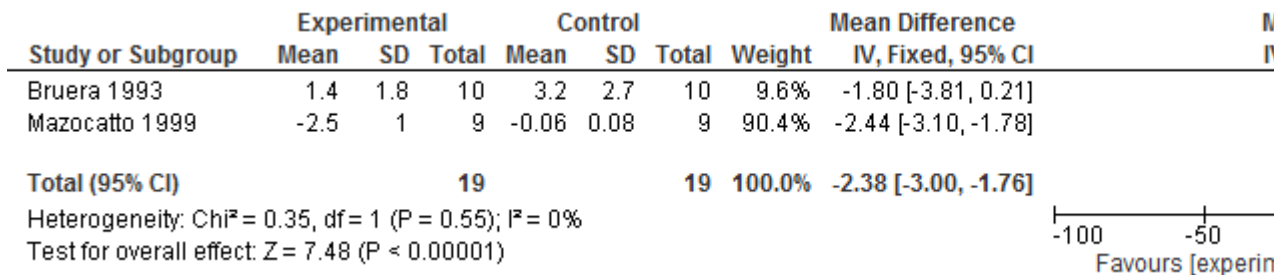 Experimental Control Mean Difference M
Study or Subgroup Mean SD Total Mean SD Total Weight IV, Fixed, 95% CI IV
Bruera 1993 1.4 1.8 10 3.2 2.7 10 9.6% -1.80 [-3.81, 0.21]
Mazocatto 1999 -2.5 1 9 -0.06 0.08 9 90.4% -2.44 [-3.10, -1.78]
Total (95% CI) 19 19 100.0% -2.38 [-3.00, -1.76]
Heterogeneity: Chi² = 0.35, df = 1 (P = 0.55); I² = 0%
Test for overall effect: Z = 7.48 (P < 0.00001)
-100 -50
Favours [experim